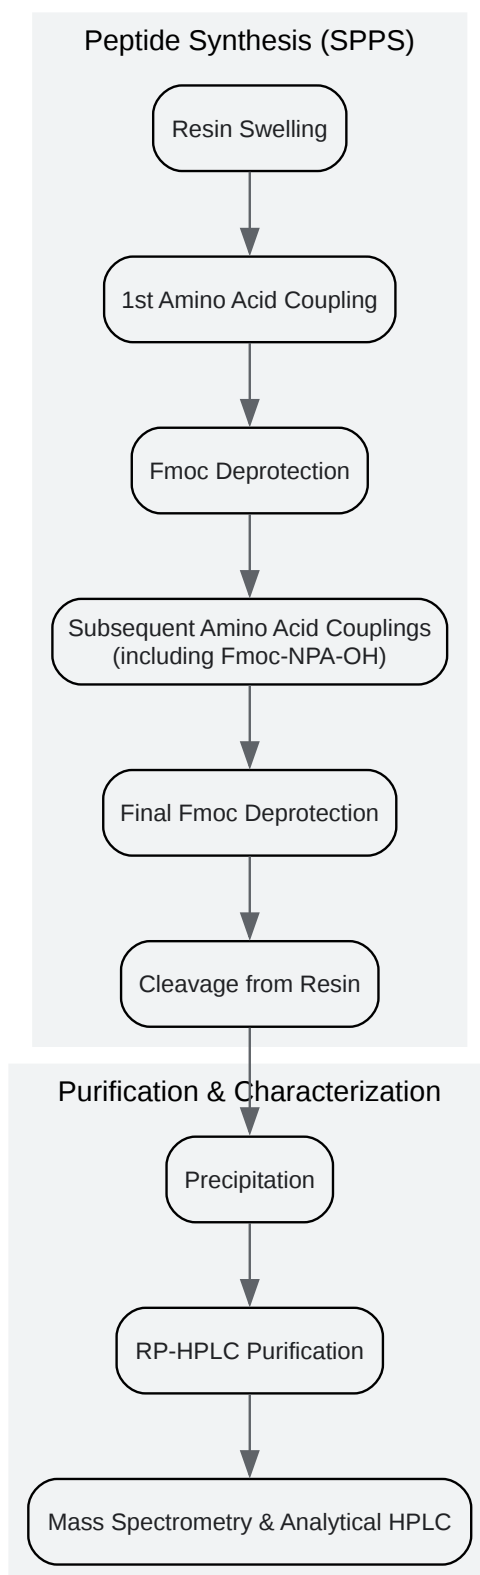 Peptide Synthesis (SPPS)
Resin Swelling
1st Amino Acid Coupling
Fmoc Deprotection
Subsequent Amino Acid Couplings
(including Fmoc-NPA-OH)
Final Fmoc Deprotection
Cleavage from Resin
Purification & Characterization
Precipitation
RP-HPLC Purification
Mass Spectrometry & Analytical HPLC